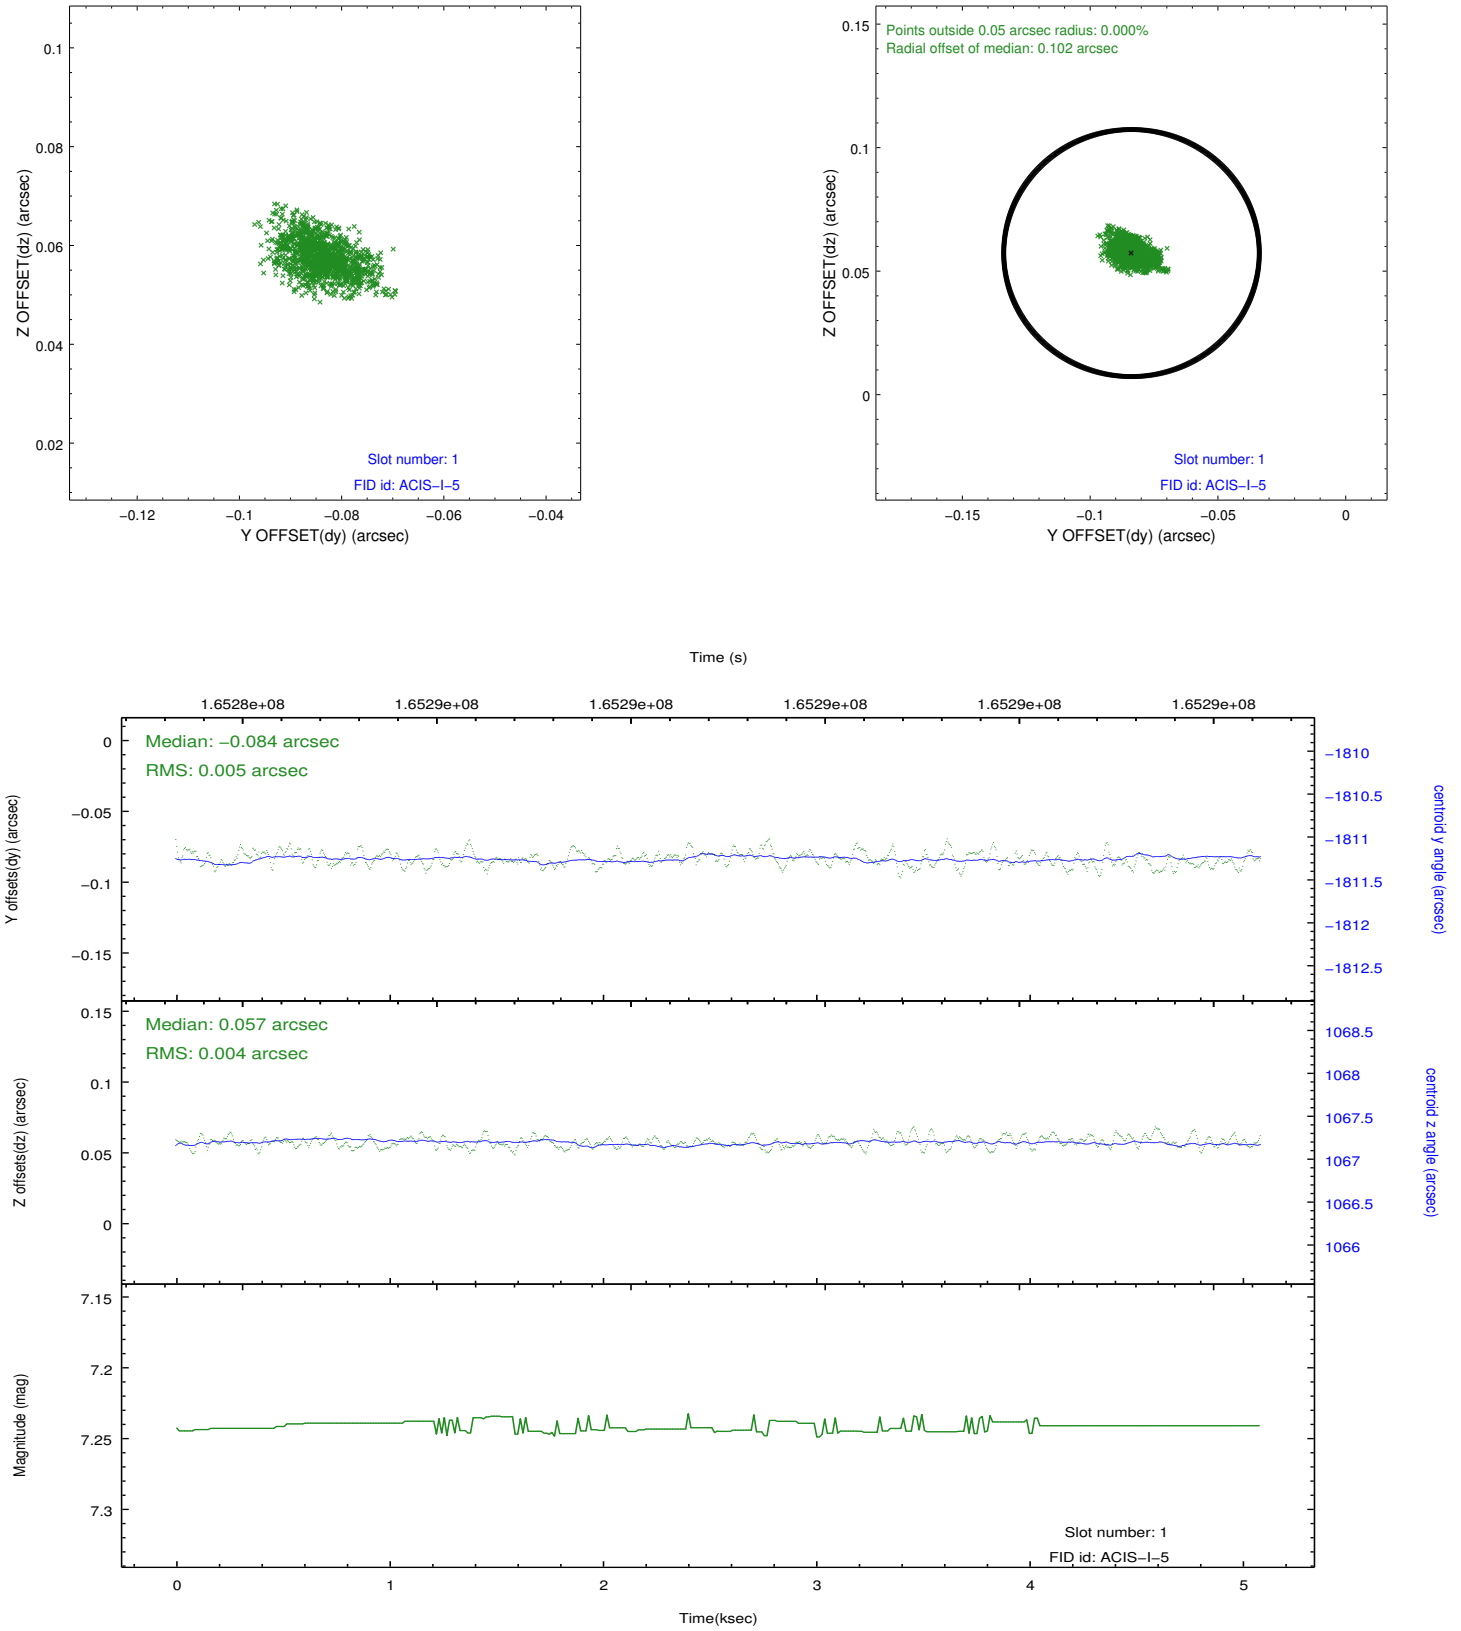 0.1
0.08
0.06
0.04
0.02
Z OFFSET(dz) (arcsec)
−0.12
−0.1
−0.08
−0.06
−0.04
Y OFFSET(dy) (arcsec)
Slot number: 1
FID id: ACIS−I−5
Points outside 0.05 arcsec radius: 0.000%
Radial offset of median: 0.102 arcsec
0.15
0.1
0.05
0
Z OFFSET(dz) (arcsec)
−0.15
−0.1
−0.05
0
Y OFFSET(dy) (arcsec)
Slot number: 1
FID id: ACIS−I−5
Time (s)
1.6528e+08
1.6529e+08
1.6529e+08
1.6529e+08
1.6529e+08
1.6529e+08
Median: −0.084 arcsec
RMS: 0.005 arcsec
0
−0.05
−0.1
−0.15
Y offsets(dy) (arcsec)
−1810
−1810.5
−1811
−1811.5
−1812
−1812.5
centroid y angle (arcsec)
Median: 0.057 arcsec
RMS: 0.004 arcsec
0.15
0.1
0.05
0
Z offsets(dz) (arcsec)
1068.5
1068
1067.5
1067
1066.5
1066
centroid z angle (arcsec)
7.15
7.2
7.25
7.3
Magnitude (mag)
Slot number: 1
FID id: ACIS−I−5
0
1
2
3
4
5
Time(ksec)